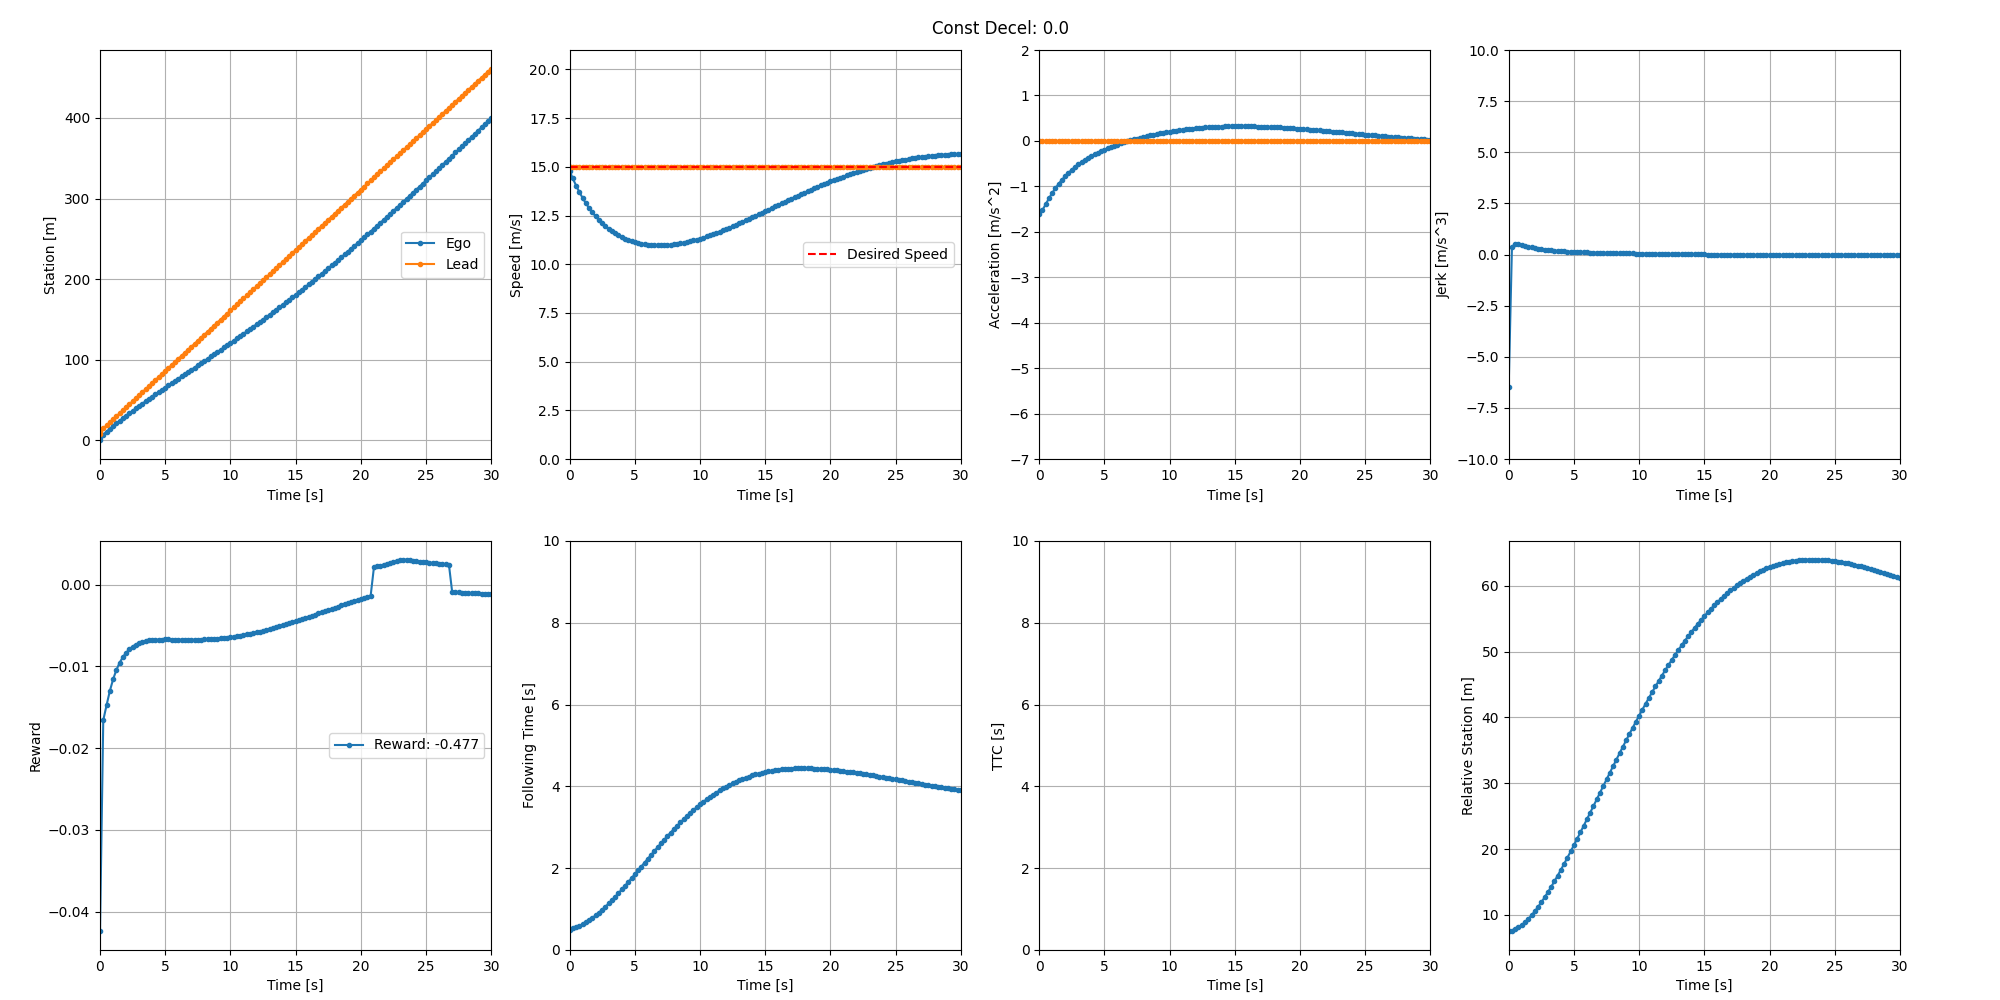 Const Decel: 0.0
Station [m]
400
300
200
100
0
0 5 10 15 20 25 30
Time [s]
Ego
Lead
Speed [m/s]
20.0
17.5
15.0
12.5
10.0
7.5
5.0
2.5
0.0
0 5 10 15 20 25 30
Time [s]
Desired Speed
Acceleration [m/s^2]
2
1
0
−1
−2
−3
−4
−5
−6
−7
0 5 10 15 20 25 30
Time [s]
Jerk [m/s^3]
10.0
7.5
5.0
2.5
0.0
−2.5
−5.0
−7.5
−10.0
0 5 10 15 20 25 30
Time [s]
Reward
0.00
−0.01
−0.02
−0.03
−0.04
0 5 10 15 20 25 30
Time [s]
Reward: -0.477
Following Time [s]
10
8
6
4
2
0
0 5 10 15 20 25 30
Time [s]
TTC [s]
10
8
6
4
2
0
0 5 10 15 20 25 30
Time [s]
Relative Station [m]
60
50
40
30
20
10
0 5 10 15 20 25 30
Time [s]